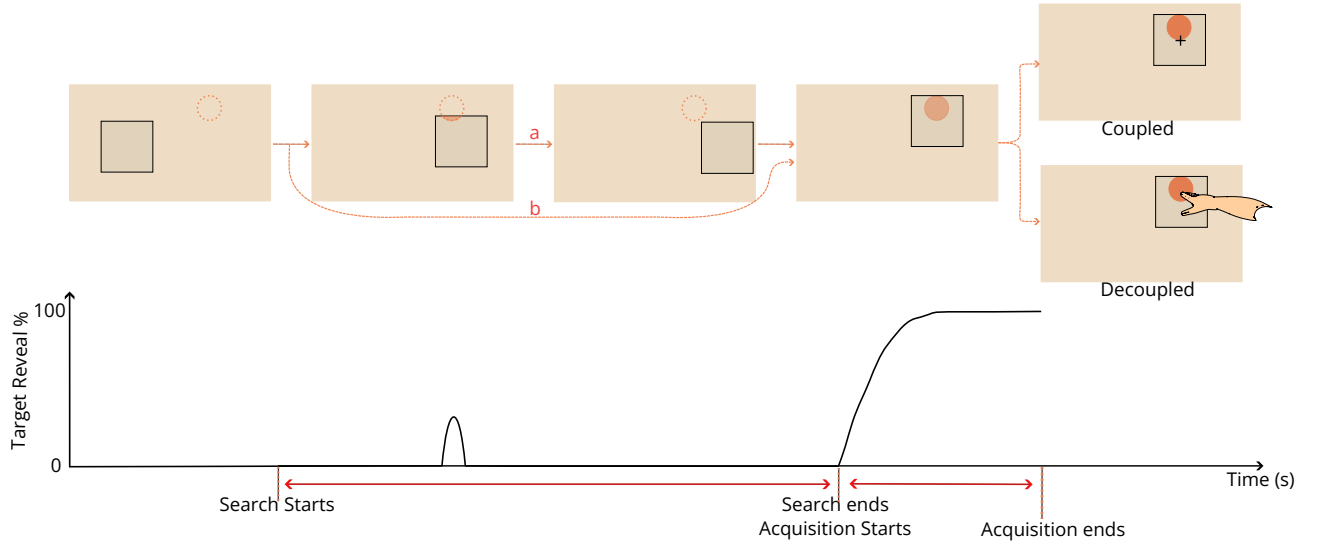 Coupled
a
b
Decoupled
100
Target Reveal %
0
Time (s)
Search Starts
Search ends
Acquisition Starts
Acquisition ends